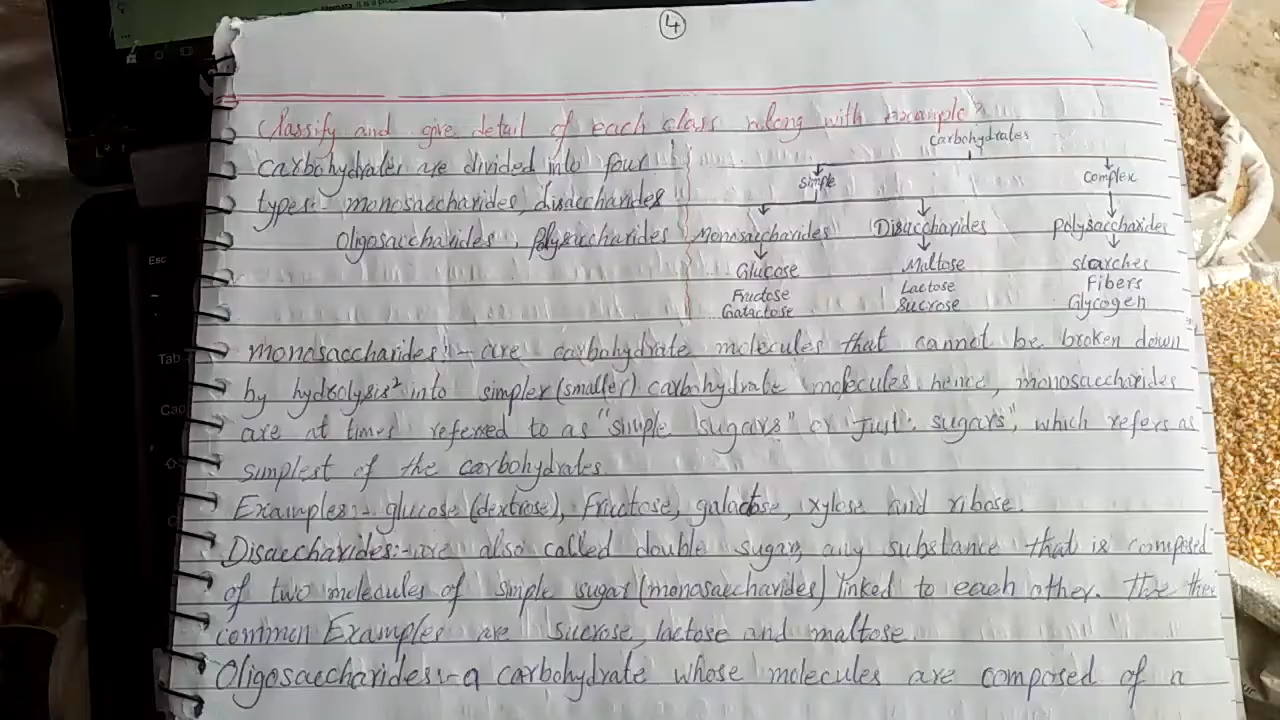 4
Classify and give detail of each class along with example?
Carbohydrates are divided into four
types:- monosaccharides, disaccharides
Oligosaccharides, polysaccharides
Carbohydrates
simple
complex
Monosaccharides
Disaccharides
polysaccharides
Glucose
Fructose
Galactose
Maltose
Lactose
Sucrose
starches
Fibers
Glycogen
monosaccharides:- are carbohydrate molecules that cannot be broken down
by hydrolysis into simpler (smaller) carbohydrate molecules hence, monosaccharides
are at times referred to as "simple sugars" or Just "sugars", which refers as
simplest of the carbohydrates.
Examples:- glucose (dextrose), fructose, galactose, xylose and ribose.
Disaccharides:- are also called double sugar, any substance that is composed
of two molecules of simple sugar (monosaccharides) linked to each other. The three
common Examples are sucrose, lactose and maltose.
Oligosaccharides:- a carbohydrate whose molecules are composed of a
Esc
Tab
Cap